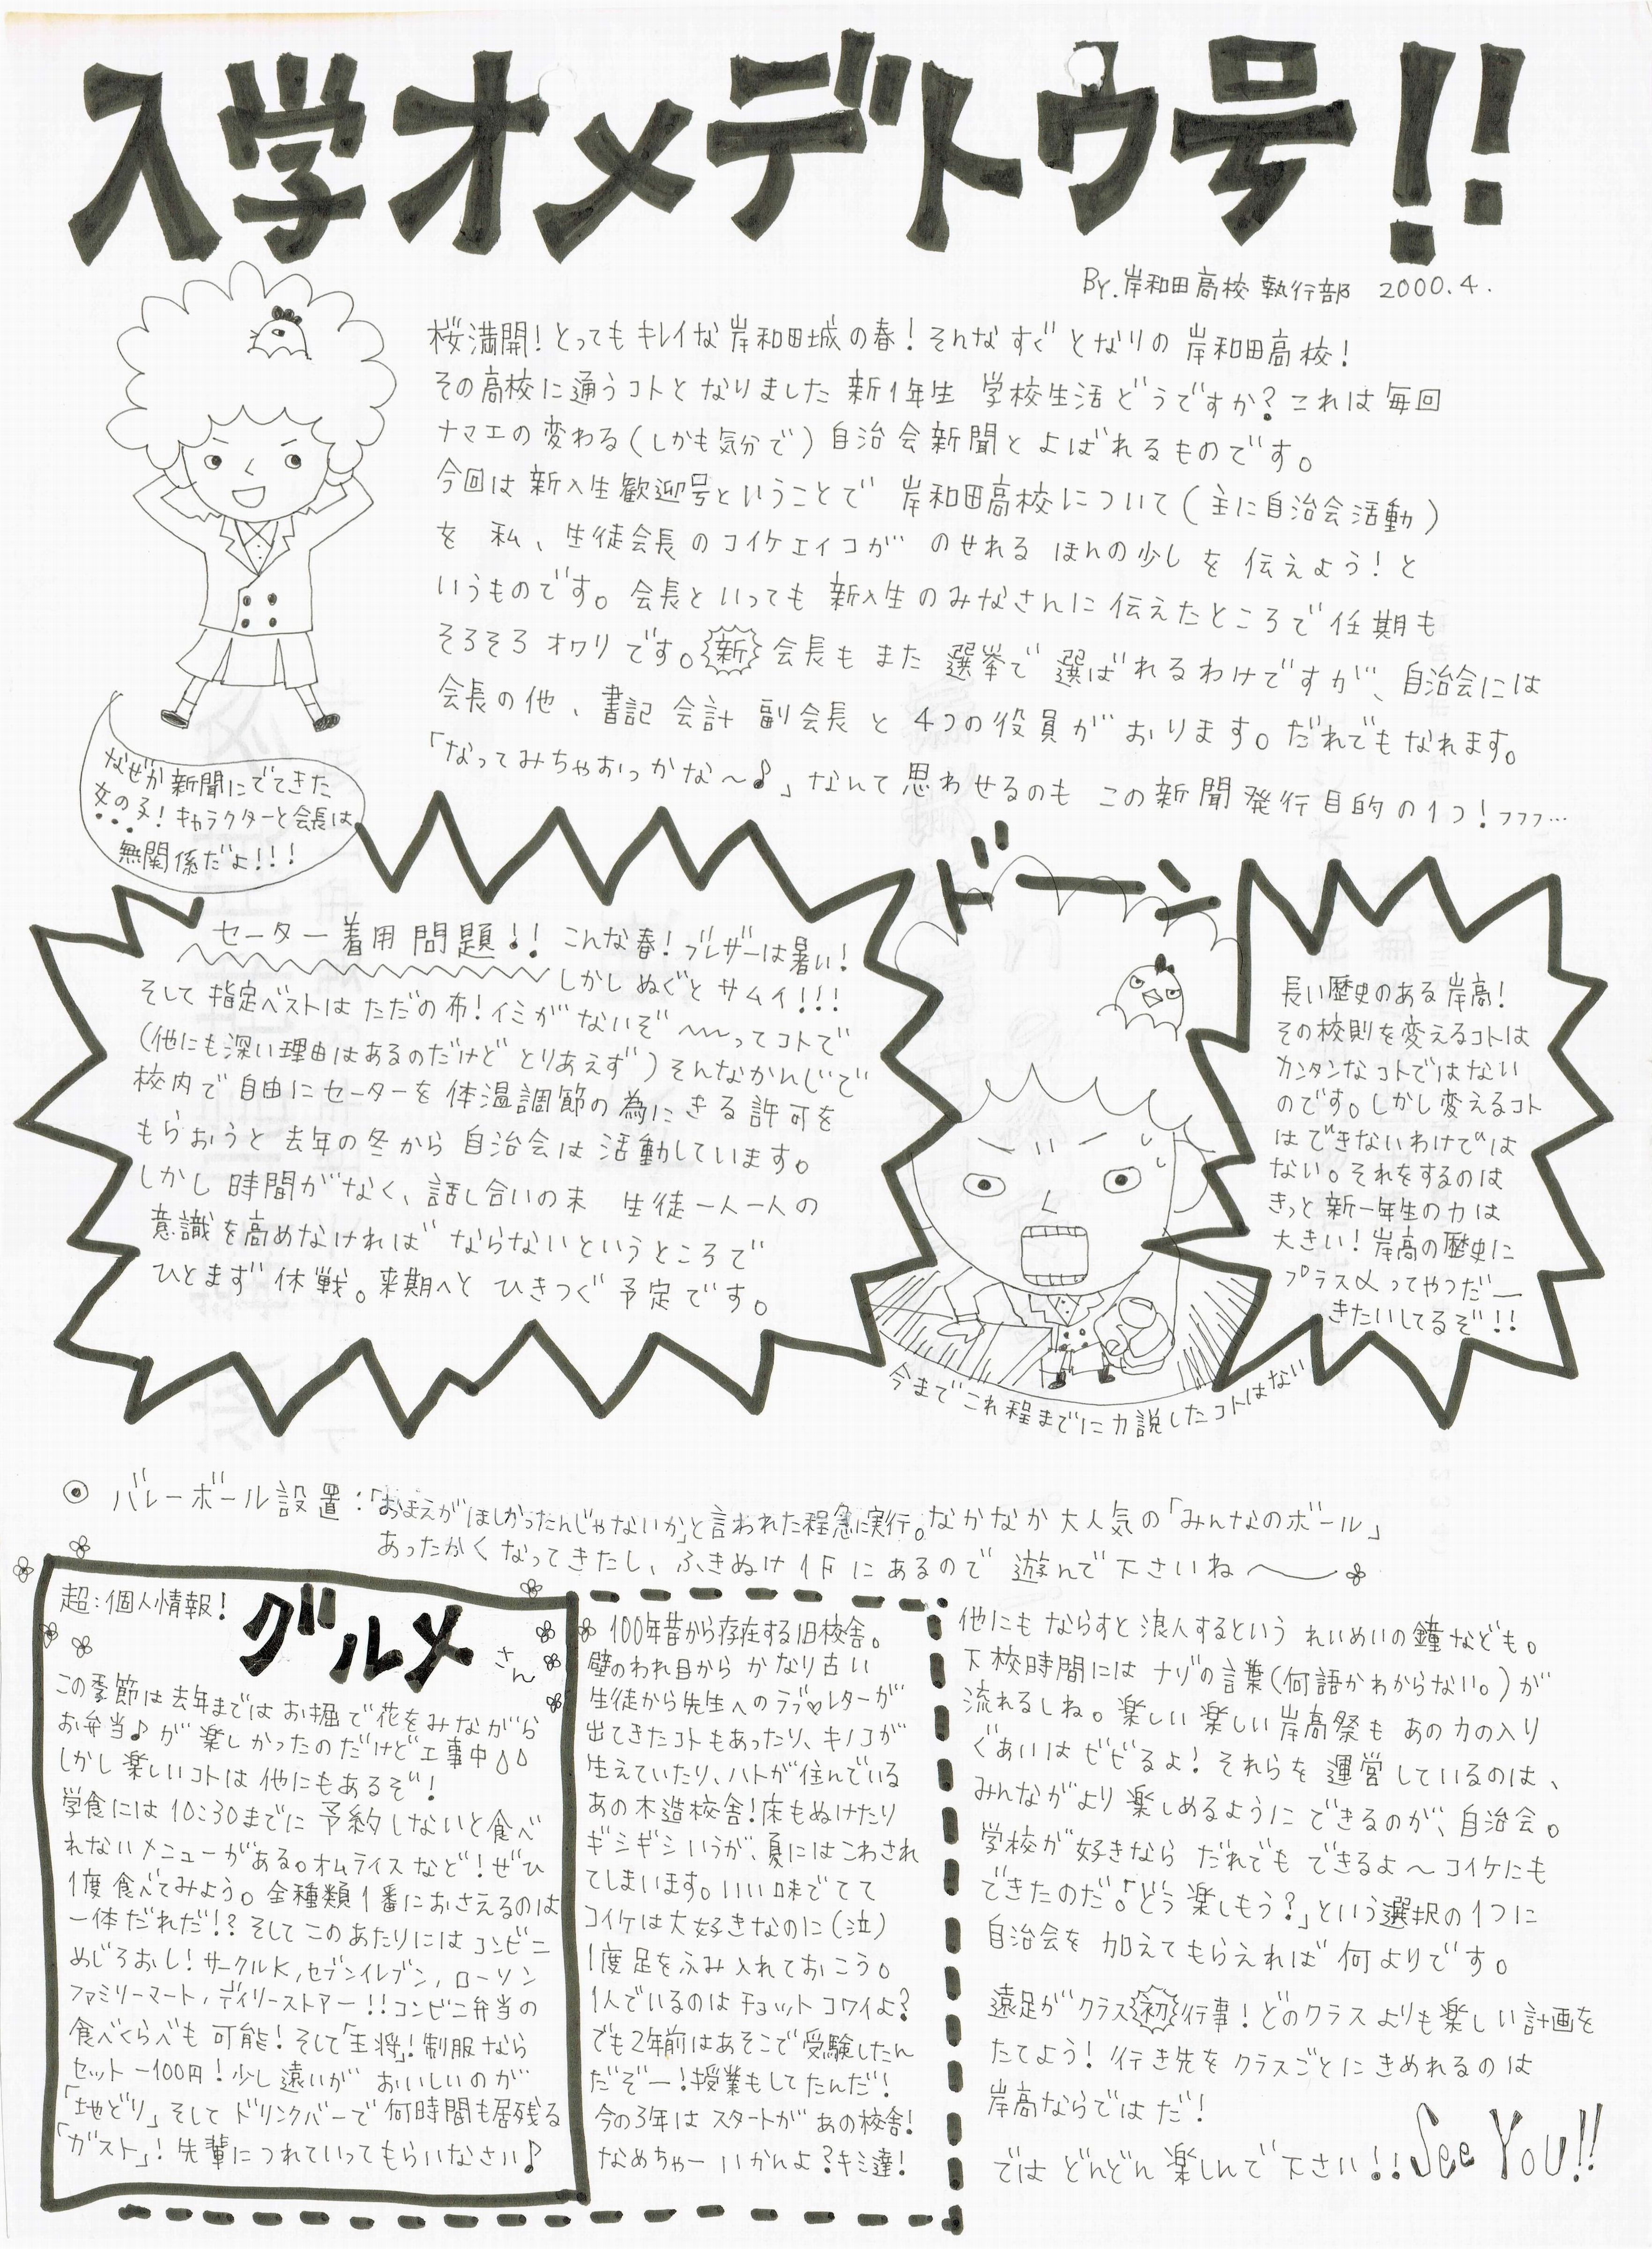 入学オメデトウ号!!
By.岸和田高校 執行部 2000.4.
桜満開!とってもキレイな岸和田城の春!そんなすぐとなりの岸和田高校!
その高校に通うコトとなりました新1年生 学校生活どうですか?これは毎回
ナマエの変わる(しかも気分で)自治会新聞とよばれるものです。
今回は新入生歓迎号ということで 岸和田高校について(主に自治会活動)
を 私、生徒会長のコイケエイコが のせれる ほんの少しを 伝えよう!と
いうものです。会長といっても 新入生のみなさんに伝えたところで任期も
そろそろオワリです。新会長もまた 選挙で選ばれるわけですが、自治会には
会長の他、書記 会計 副会長 と 4つの役員が おります。だれでもなれます。
「なってみちゃおっかな〜♪」なんて思わせるのも この新聞発行目的の1つ!フフフ…
なぜか新聞にでてきた
女の子!キャラクターと会長は
無関係だよ!!!
セーター着用問題!! こんな春!ブレザーは暑い!
しかしぬぐとサムイ!!!
そして指定ベストはただの布!イミがないぞ〜〜ってコトで
(他にも深い理由はあるのだけど とりあえず)そんなかんじで
校内で自由にセーターを体温調節の為にきる許可を
もらおうと去年の冬から 自治会は活動しています。
しかし時間がなく、話し合いの末 生徒一人一人の
意識を高めなければ ならないというところで
ひとまず休戦。来期へと ひきつぐ予定です。
ドーン
今までこれ程までに力説したコトはない
長い歴史のある岸高!
その校則を変えるコトは
カンタンなコトではない
のです。しかし変えるコト
はできないわけでは
ない。それをするのは
きっと新一年生の力は
大きい!岸高の歴史に
プラスαってやつだー
きたいしてるぞ!!
⦿ バレーボール設置:「おまえがほしかったんじゃないか」と言われた程急に実行。なかなか大人気の「みんなのボール」
あったかくなってきたし、ふきぬけ1Fにあるので 遊んで下さいね〜
超:個人情報! グルメさん
この季節は去年まではお堀で花をみながら
お弁当♪が楽しかったのだけど工事中
しかし楽しいコトは他にもあるぞ!
学食には10:30までに予約しないと食べ
れないメニューがある。オムライスなど!ぜひ
1度食べてみよう。全種類1番におさえるのは
一体だれだ!?そしてこのあたりにはコンビニ
めじろおし!サークルK,セブンイレブン,ローソン
ファミリーマート,デイリーストアー!!コンビニ弁当の
食べくらべも可能!そして「王将」!制服なら
セット-100円!少し遠いが おいしいのが
「地どり」そしてドリンクバーで何時間も居残る
「ガスト」!先輩につれていってもらいなさい♪
100年昔から存在する旧校舎。
壁のわれ目からかなり古い
生徒から先生へのラブ♡レターが
出てきたコトもあったり、キノコが
生えていたり、ハトが住んでいる
あの木造校舎!床もぬけたり
ギシギシいうが、夏にはこわされ
てしまいます。いい味でてて
コイケは大好きなのに(泣)
1度足をふみ入れておこう。
1人でいるのはチョットコワイよ?
でも2年前はあそこで受験したん
だぞー!授業もしてたんだ!
今の3年はスタートがあの校舎!
なめちゃーいかんよ?キミ達!
他にもならすと浪人するという れいめいの鐘なども。
下校時間にはナゾの言葉(何語かわからない。)が
流れるしね。楽しい楽しい岸高祭も あの力の入り
ぐあいはビビるよ!それらを運営しているのは、
みんながより楽しめるようにできるのが、自治会。
学校が好きなら だれでもできるよ〜コイケにも
できたのだ。「どう楽しもう?」という選択の1つに
自治会を加えてもらえれば何よりです。
遠足がクラス初行事!どのクラスよりも楽しい計画を
たてよう!行き先をクラスごとにきめれるのは
岸高ならではだ!
では どんどん楽しんで下さい!!See You!!